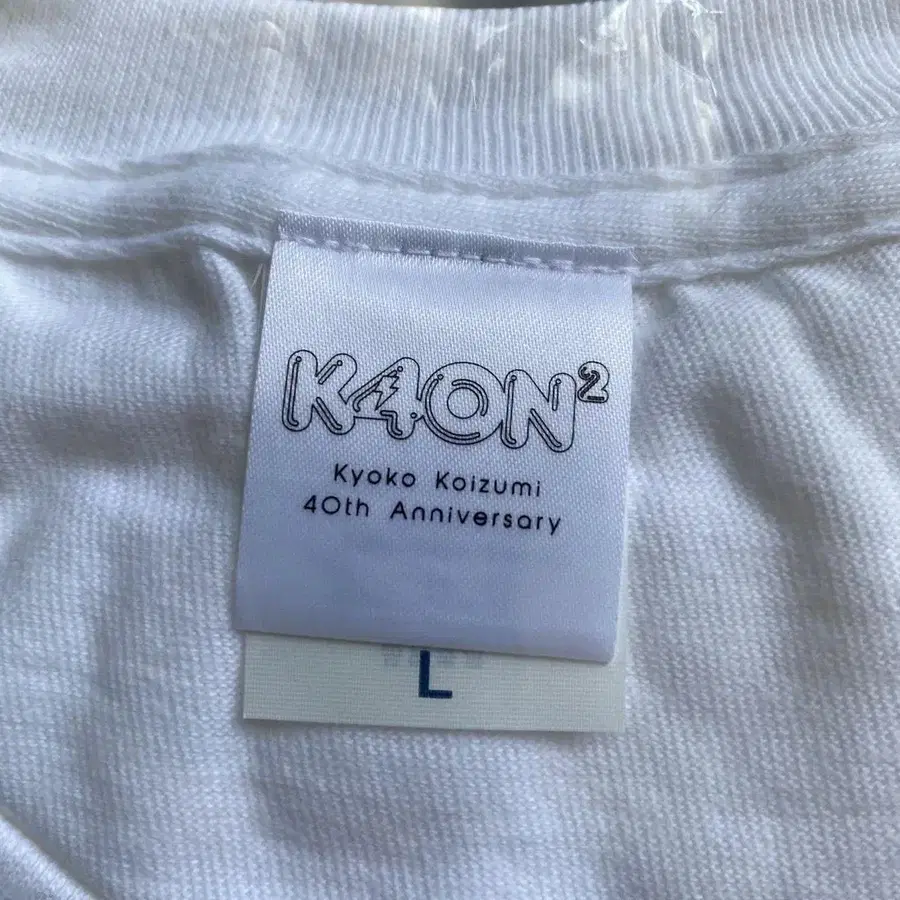 K4ON²
Kyoko Koizumi
40th Anniversary
L